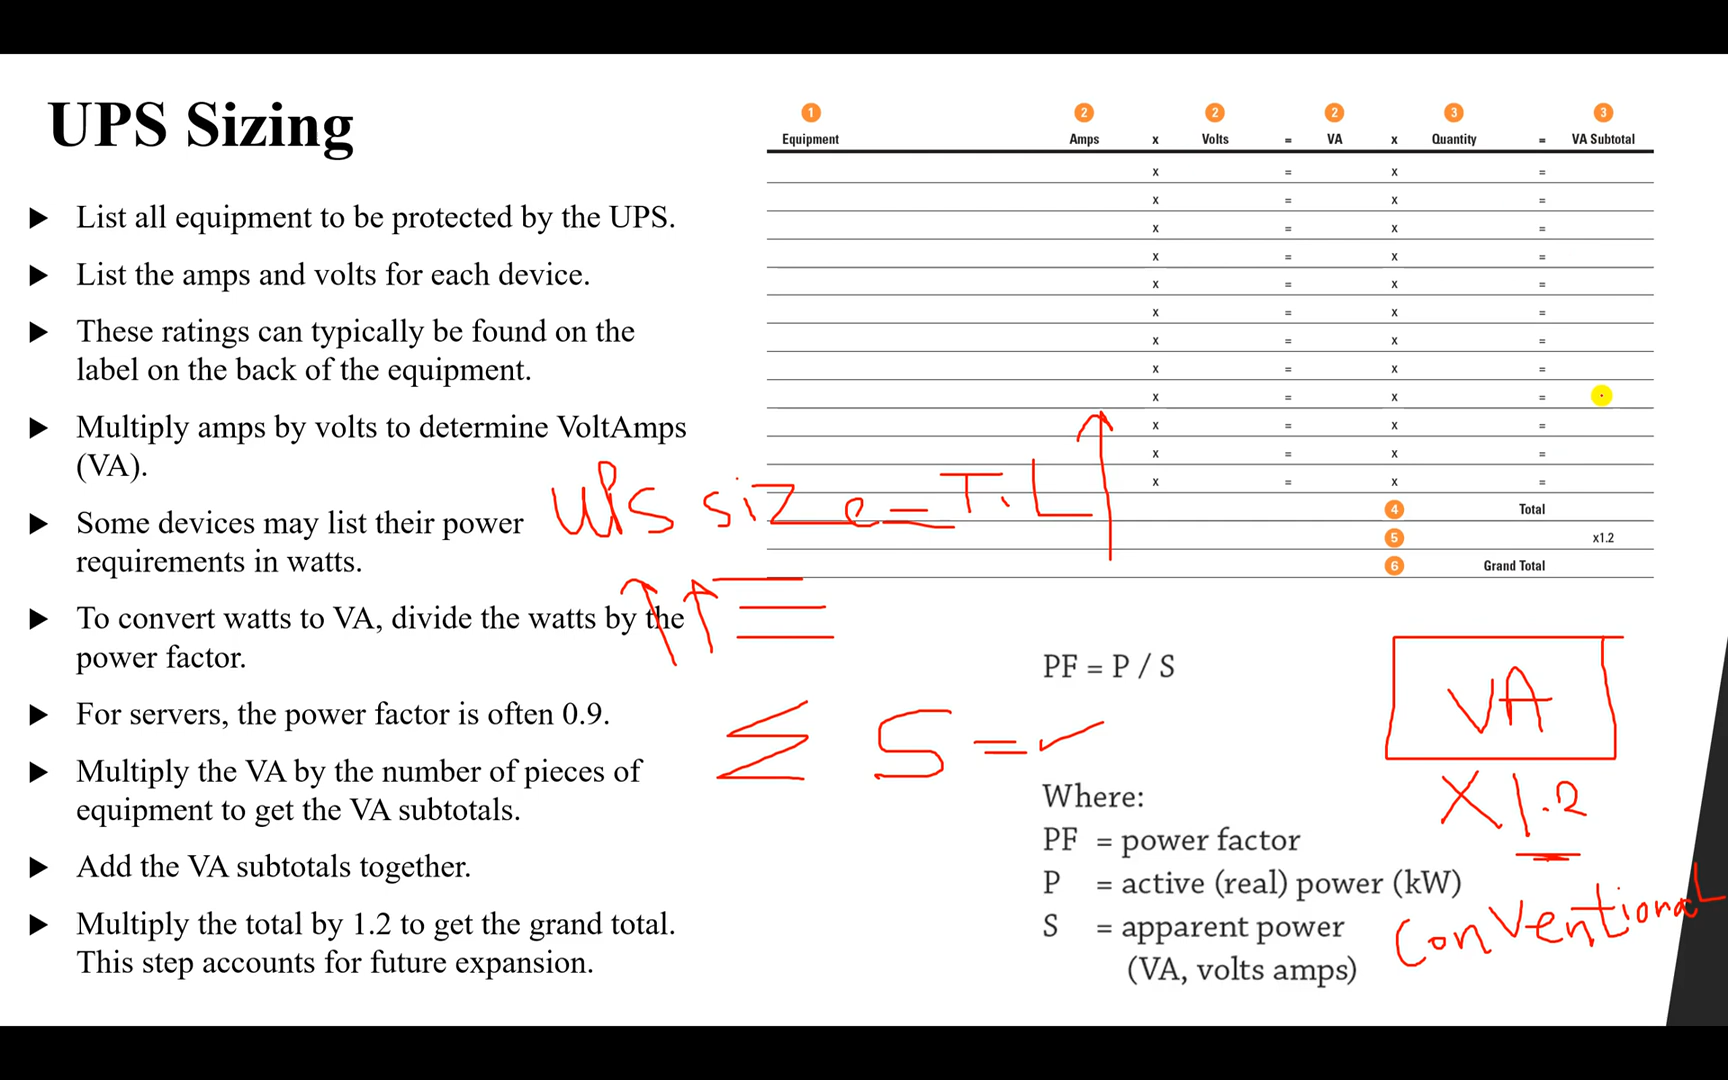 UPS Sizing
▶ List all equipment to be protected by the UPS.
▶ List the amps and volts for each device.
▶ These ratings can typically be found on the
label on the back of the equipment.
▶ Multiply amps by volts to determine VoltAmps
(VA).
▶ Some devices may list their power
requirements in watts.
▶ To convert watts to VA, divide the watts by the
power factor.
▶ For servers, the power factor is often 0.9.
▶ Multiply the VA by the number of pieces of
equipment to get the VA subtotals.
▶ Add the VA subtotals together.
▶ Multiply the total by 1.2 to get the grand total.
This step accounts for future expansion.
1 2 2 2 3 3
Equipment Amps x Volts = VA x Quantity = VA Subtotal
x = x =
x = x =
x = x =
x = x =
x = x =
x = x =
x = x =
x = x =
x = x =
x = x =
x = x =
x = x =
4 Total
5 x1.2
6 Grand Total
UPS size = T.L
Σ S = ✓
PF = P / S
Where:
PF = power factor
P = active (real) power (kW)
S = apparent power
(VA, volts amps)
VA
X 1.2
Conventional